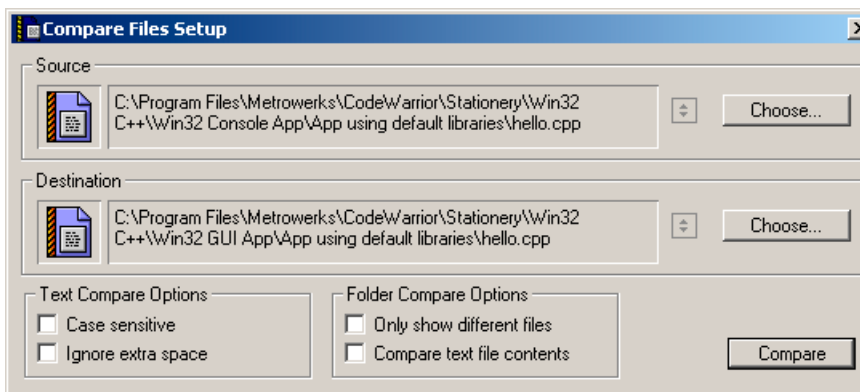 Compare Files Setup
Source
C:\Program Files\Metrowerks\CodeWarrior\Stationery\Win32
C++\Win32 Console App\App using default libraries\hello.cpp
Choose...
Destination
C:\Program Files\Metrowerks\CodeWarrior\Stationery\Win32
C++\Win32 GUI App\App using default libraries\hello.cpp
Choose...
Text Compare Options
Case sensitive
Ignore extra space
Folder Compare Options
Only show different files
Compare text file contents
Compare